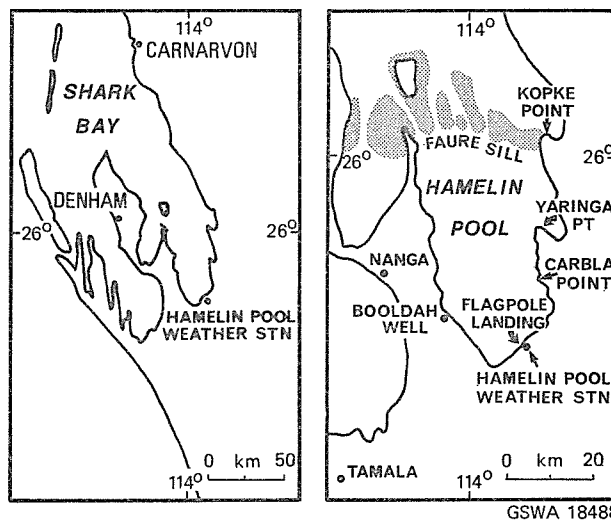 114°
CARNARVON
SHARK
BAY
DENHAM
26°
26°
HAMELIN POOL
WEATHER STN
0 km 50
114°
114°
KOPKE
POINT
FAURE SILL
26°
26°
HAMELIN
POOL
YARINGA
PT
NANGA
CARBLA
POINT
BOOLDAH
WELL
FLAGPOLE
LANDING
HAMELIN POOL
WEATHER STN
TAMALA
114°
0 km 20
GSWA 18488